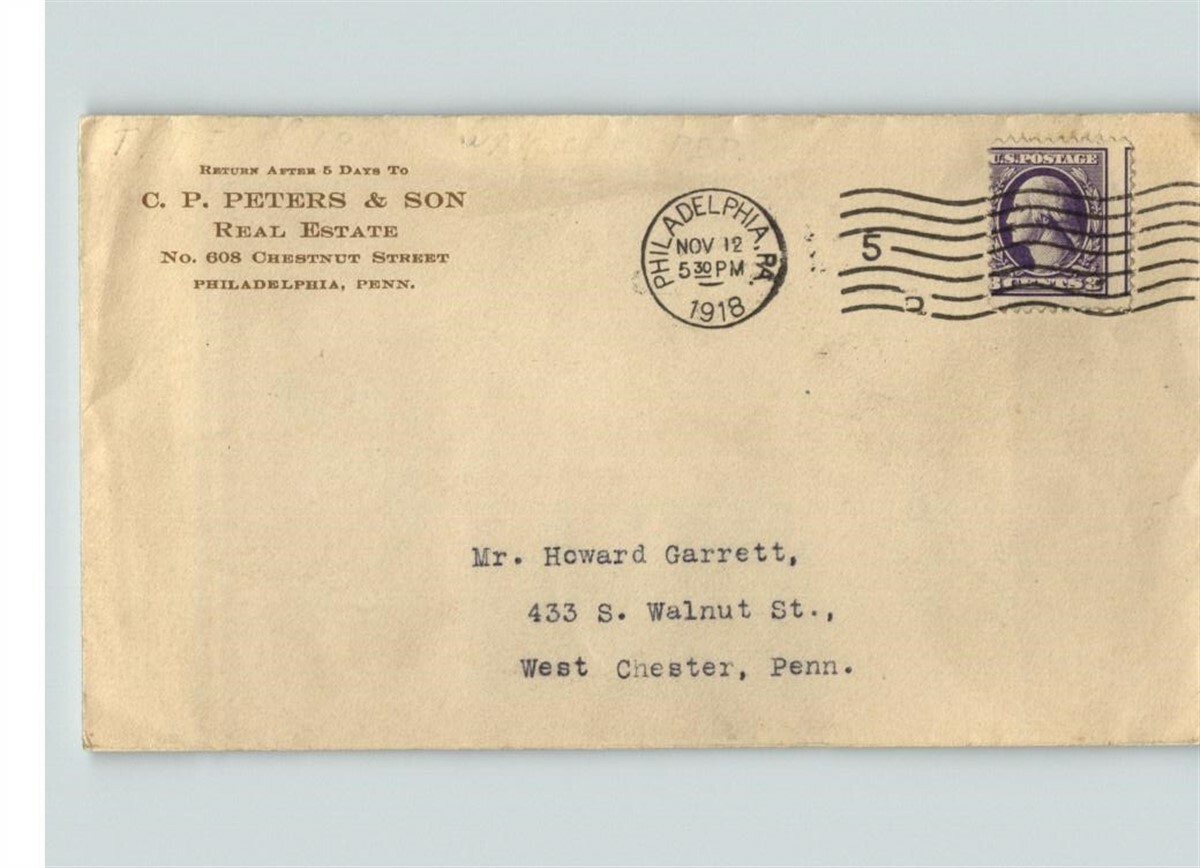 RETURN AFTER 5 DAYS TO
C. P. PETERS & SON
REAL ESTATE
No. 608 CHESTNUT STREET
PHILADELPHIA, PENN.
PHILADELPHIA, PA.
NOV 12
5 30 PM
1918
5
U.S. POSTAGE
3 CENTS 3
Mr. Howard Garrett,
433 S. Walnut St.,
West Chester, Penn.